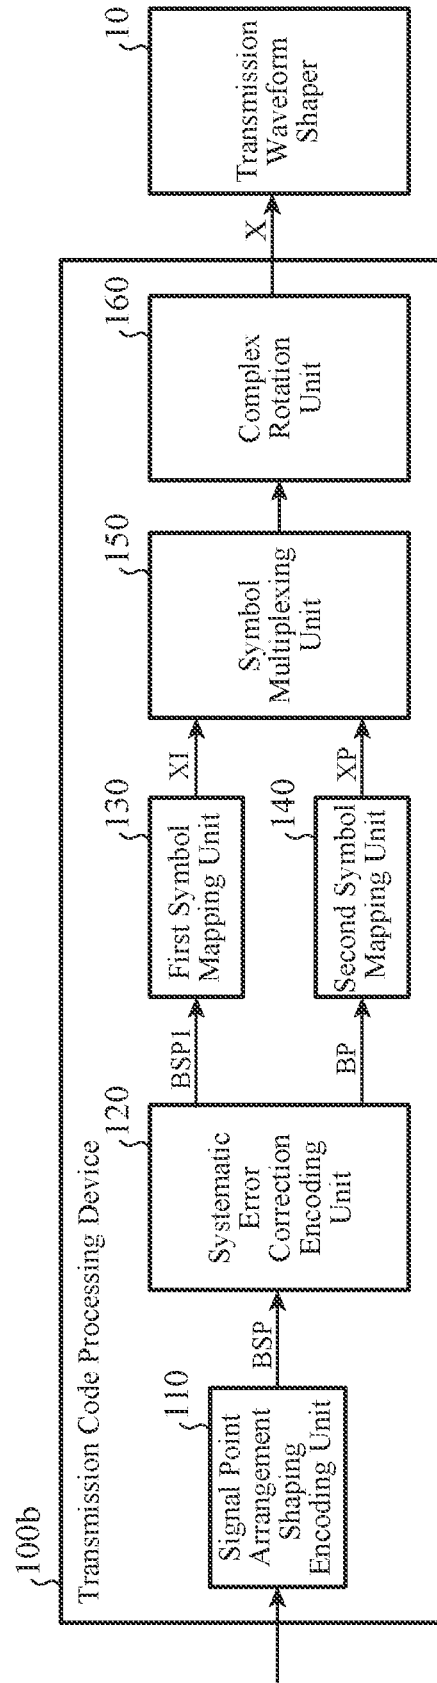 100b
Transmission Code Processing Device
110
Signal Point
Arrangement
Shaping
Encoding Unit
BSP
120
Systematic
Error
Correction
Encoding
Unit
BSP1
BP
130
First Symbol
Mapping Unit
140
Second Symbol
Mapping Unit
XI
XP
150
Symbol
Multiplexing
Unit
160
Complex
Rotation
Unit
X
10
Transmission
Waveform
Shaper